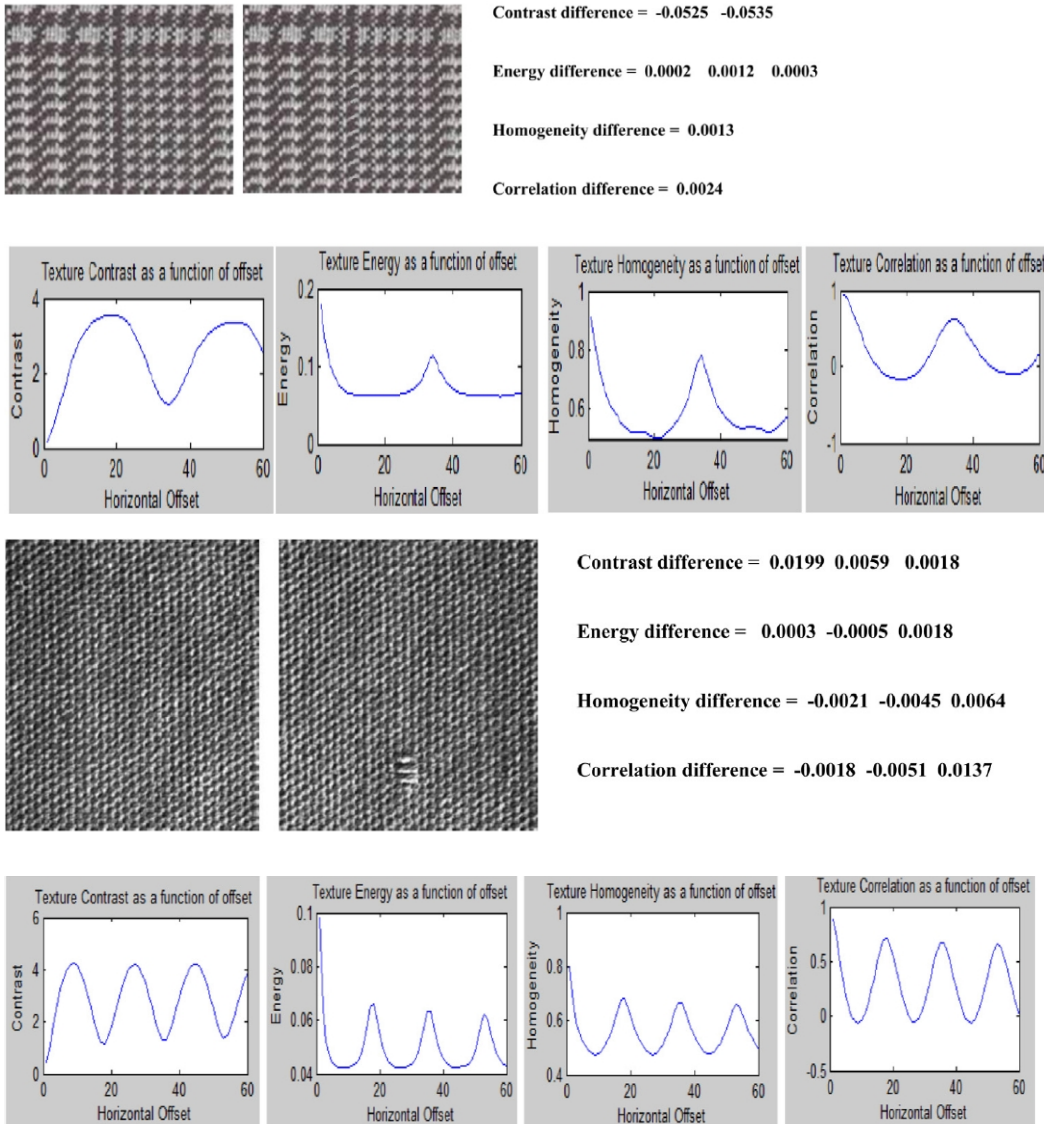 Contrast difference = -0.0525 -0.0535
Energy difference = 0.0002 0.0012 0.0003
Homogeneity difference = 0.0013
Correlation difference = 0.0024
Texture Contrast as a function of offset
4
2
0
Contrast
0 20 40 60
Horizontal Offset
Texture Energy as a function of offset
0.2
0.1
0
Energy
0 20 40 60
Horizontal Offset
Texture Homogeneity as a function of offset
1
0.8
0.6
Homogeneity
0 20 40 60
Horizontal Offset
Texture Correlation as a function of offset
1
0
-1
Correlation
0 20 40 60
Horizontal Offset
Contrast difference = 0.0199 0.0059 0.0018
Energy difference = 0.0003 -0.0005 0.0018
Homogeneity difference = -0.0021 -0.0045 0.0064
Correlation difference = -0.0018 -0.0051 0.0137
Texture Contrast as a function of offset
6
4
2
0
Contrast
0 20 40 60
Horizontal Offset
Texture Energy as a function of offset
0.1
0.08
0.06
0.04
Energy
0 20 40 60
Horizontal Offset
Texture Homogeneity as a function of offset
1
0.8
0.6
0.4
Homogeneity
0 20 40 60
Horizontal Offset
Texture Correlation as a function of offset
1
0.5
0
-0.5
Correlation
0 20 40 60
Horizontal Offset